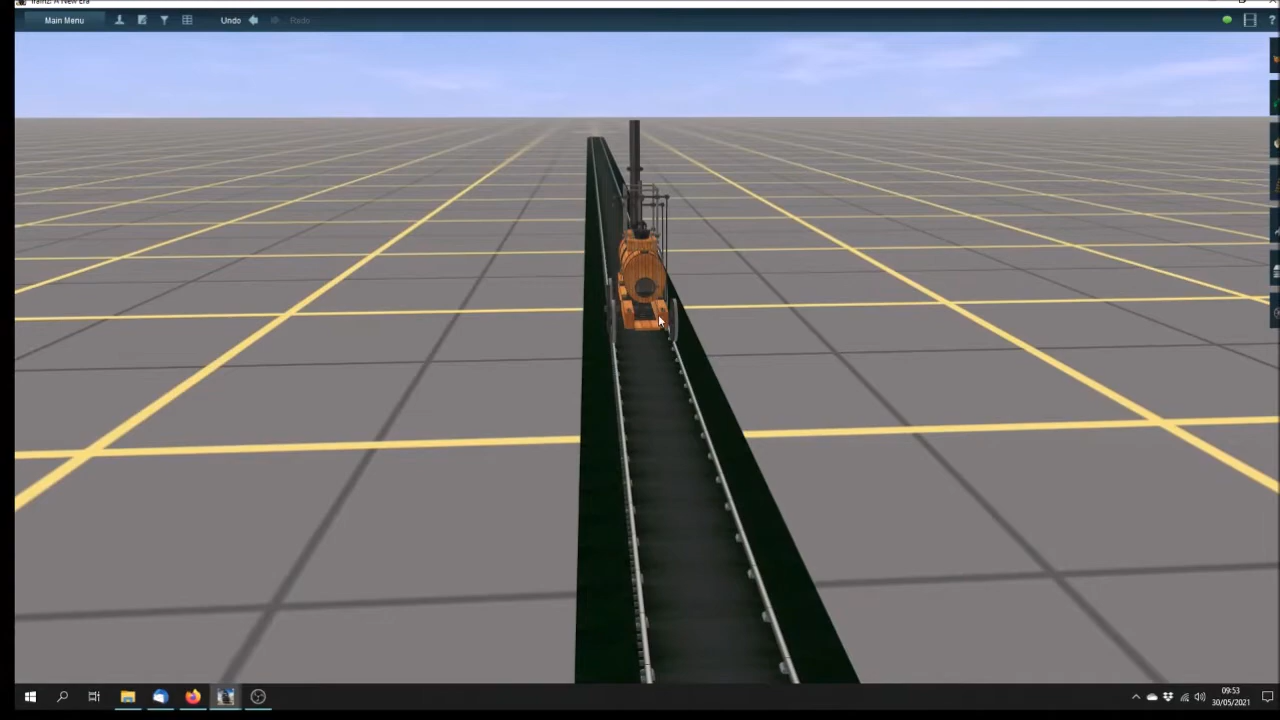 Trainz: A New Era
Main Menu
Undo
Redo
?
09:53
30/05/2021